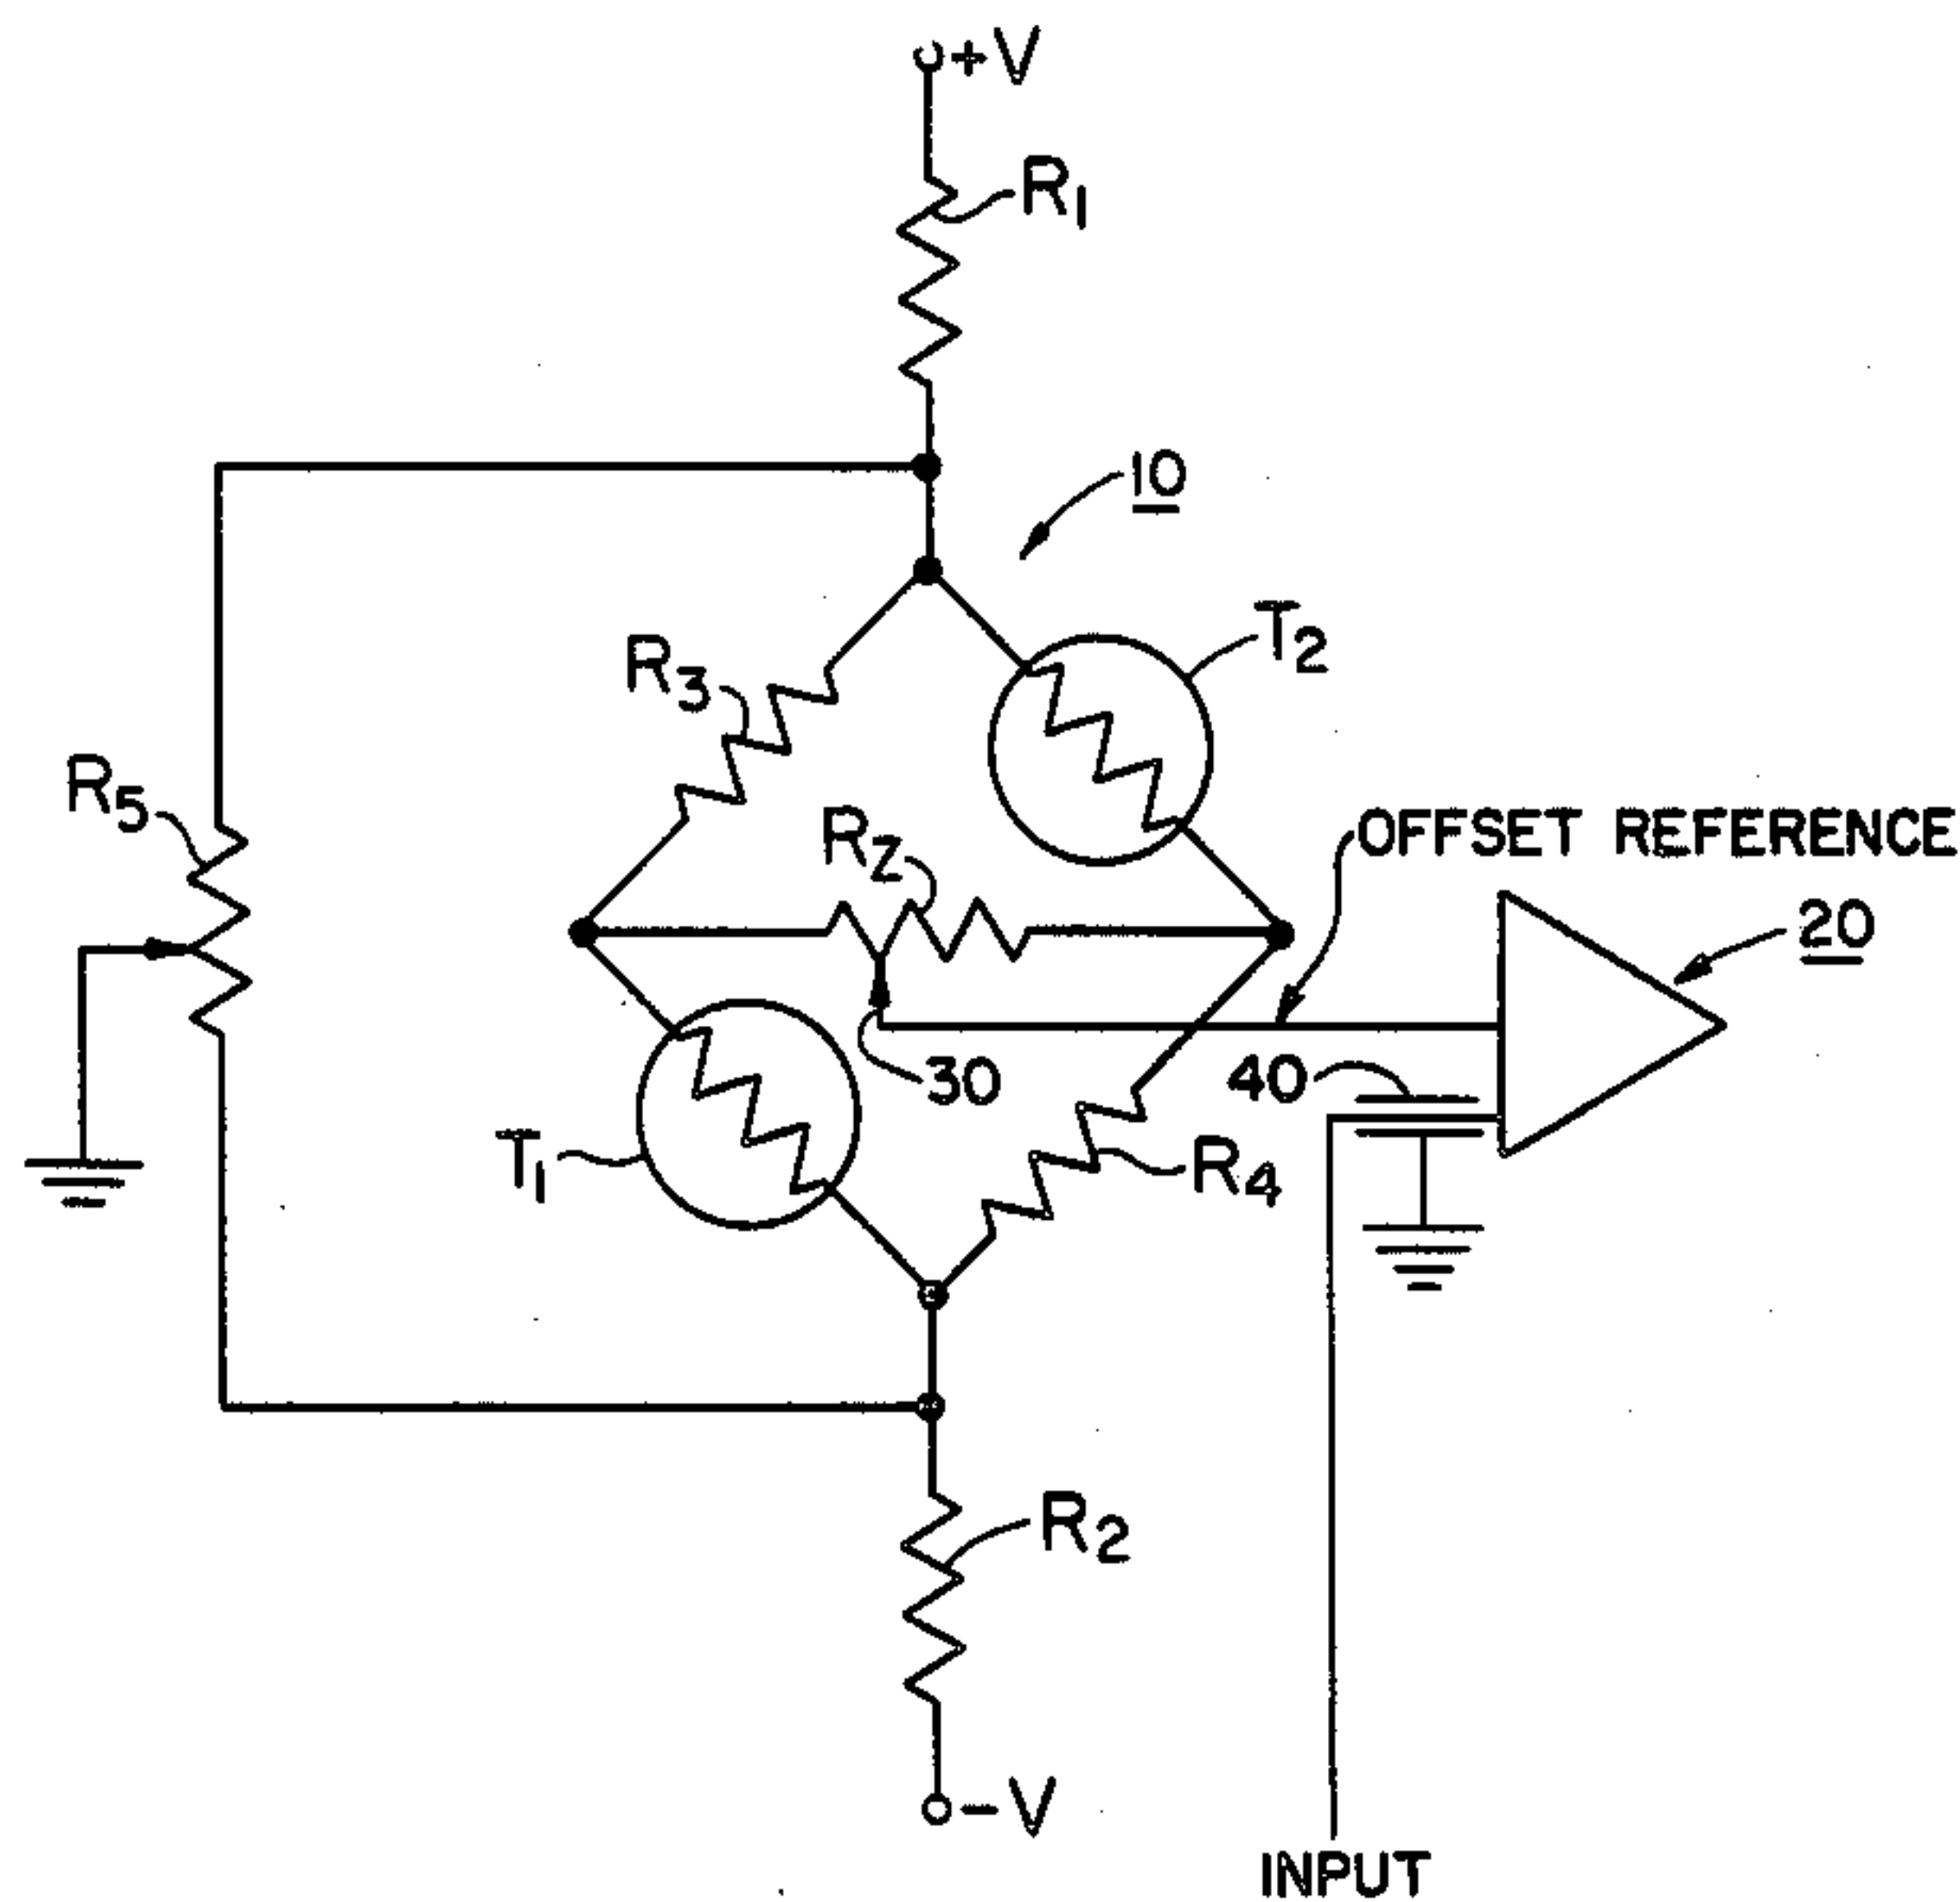 +V
R1
10
T2
R3
R5
RZ
OFFSET REFERENCE
20
30
40
T1
R4
R2
-V
INPUT